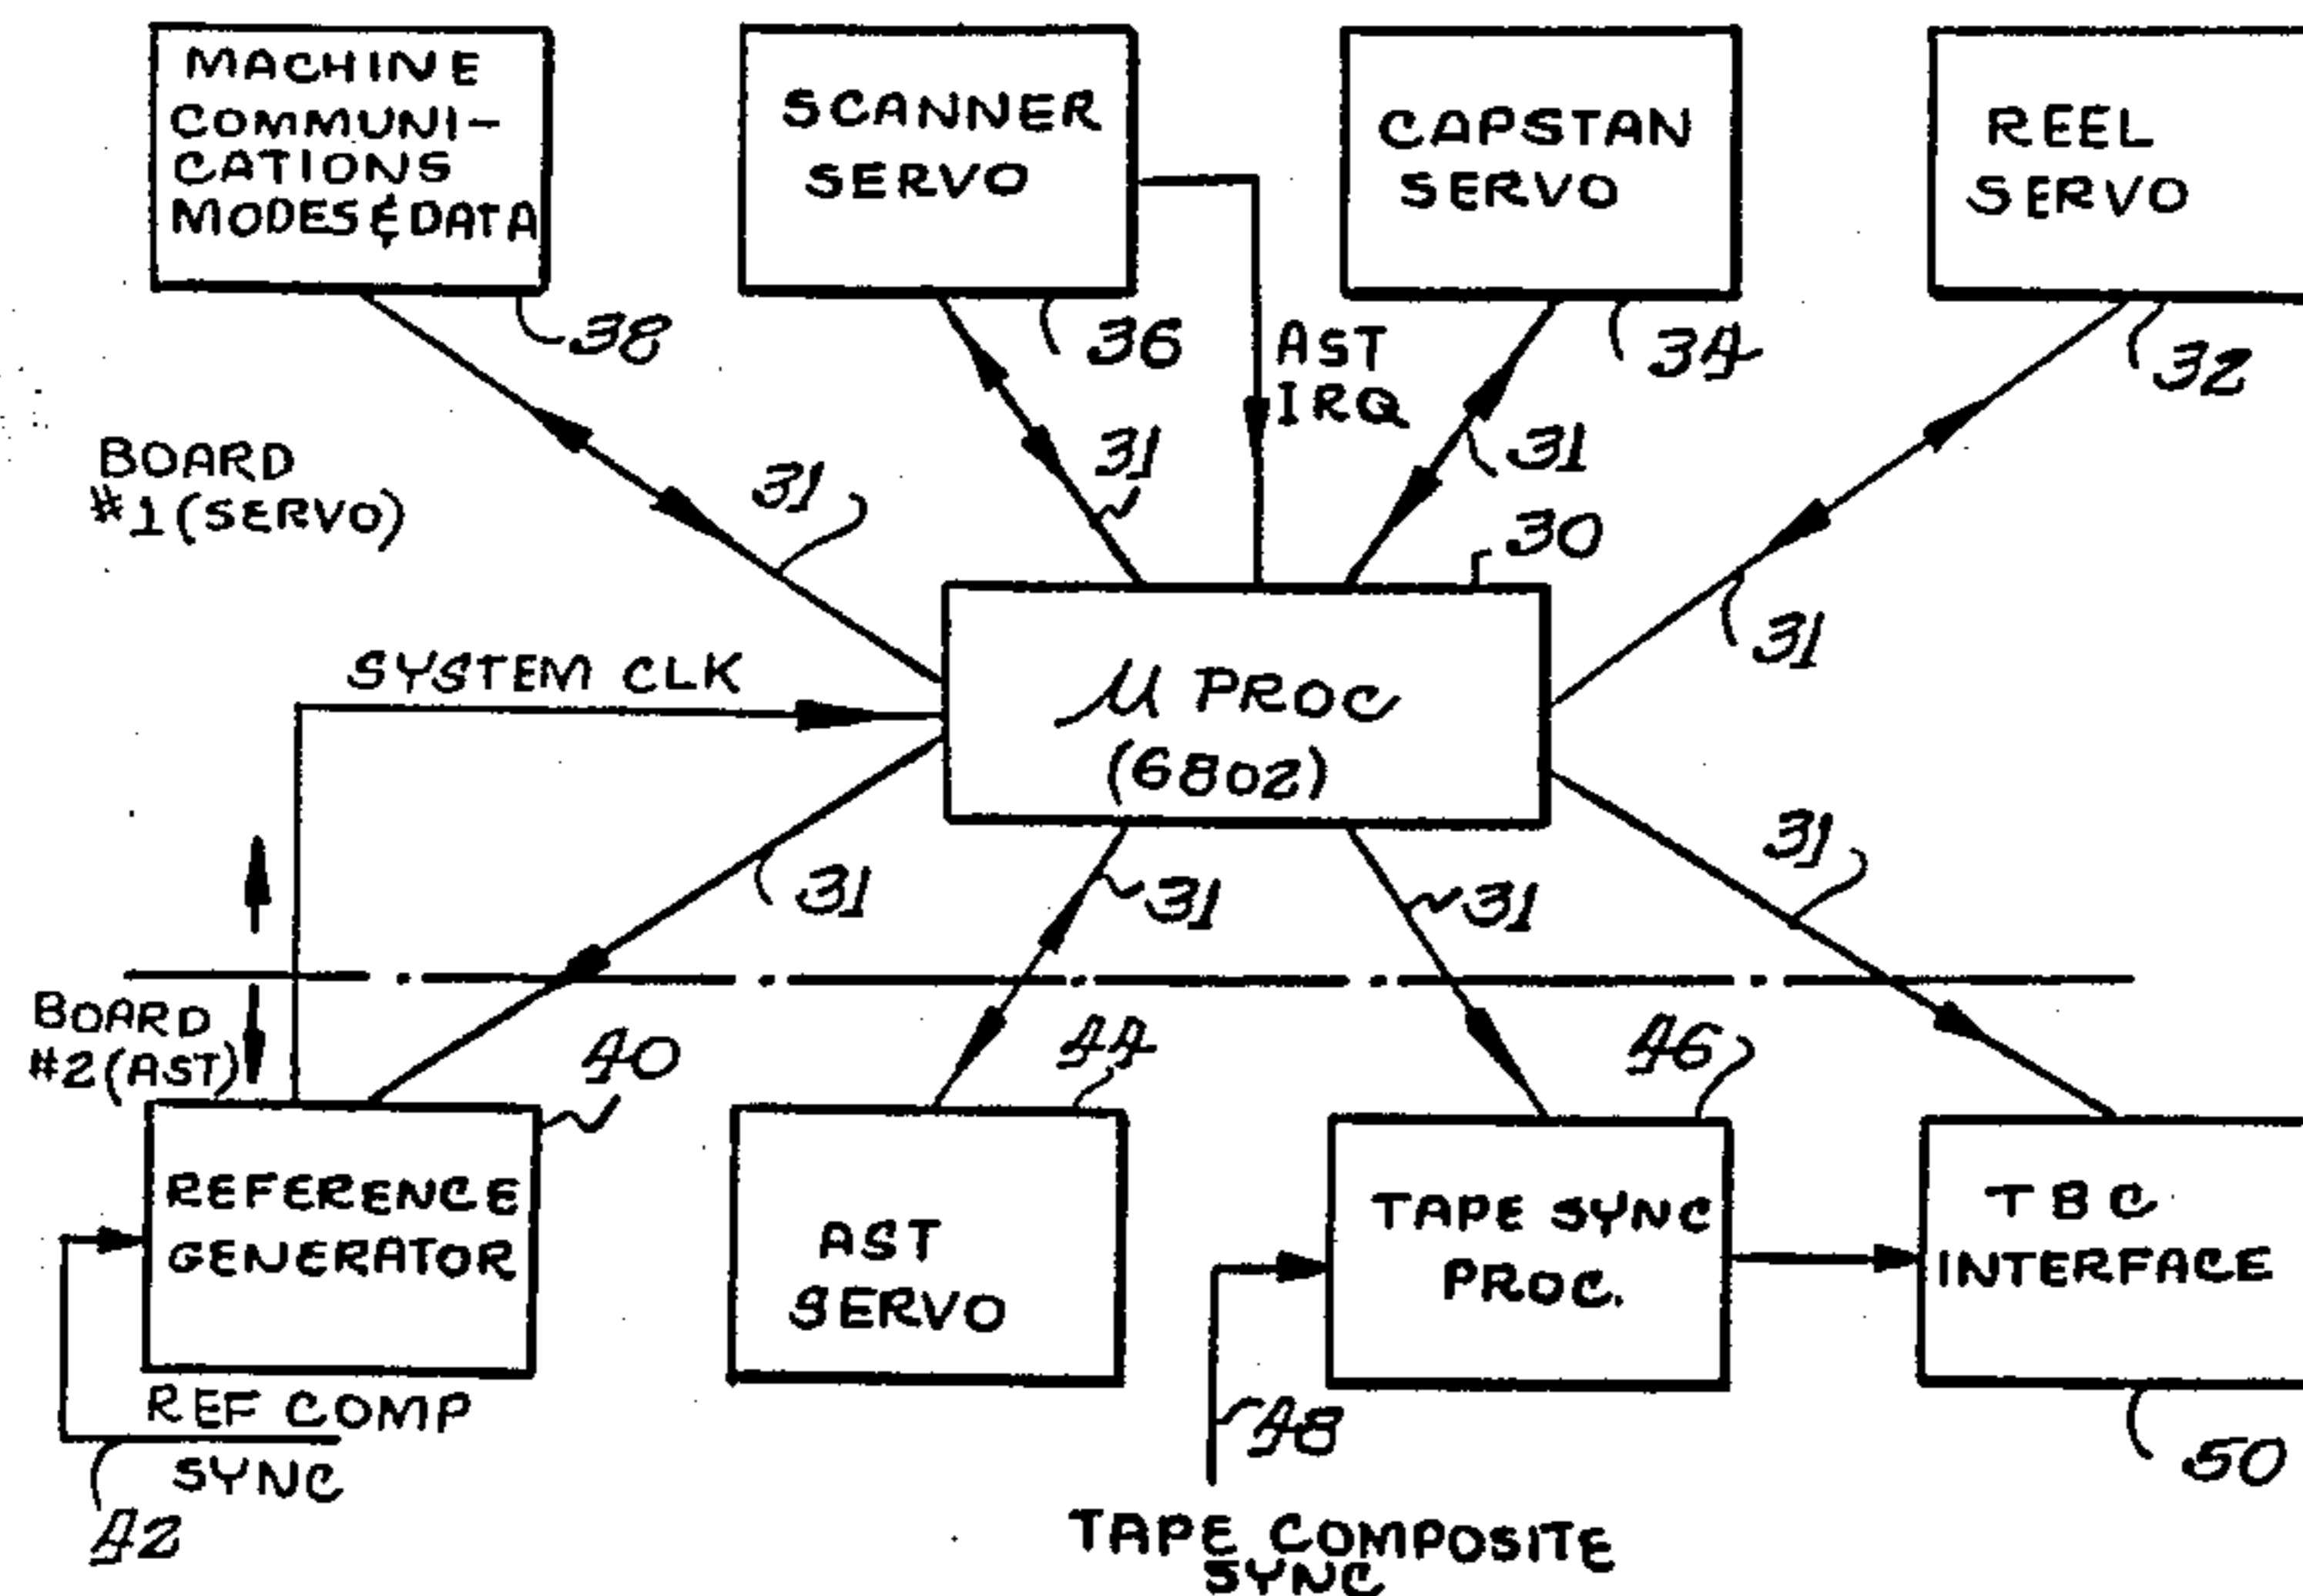 MACHINE
COMMUNI-
CATIONS
MODES & DATA
SCANNER
SERVO
CAPSTAN
SERVO
REEL
SERVO
38
36
34
32
AST
IRQ
BOARD
#1 (SERVO)
31
31
31
31
30
SYSTEM CLK
µ PROC
(6802)
31
31
31
31
BOARD
#2 (AST)
40
44
46
REFERENCE
GENERATOR
AST
SERVO
TAPE SYNC
PROC.
TBC
INTERFACE
REF COMP
SYNC
42
48
50
TAPE COMPOSITE
SYNC